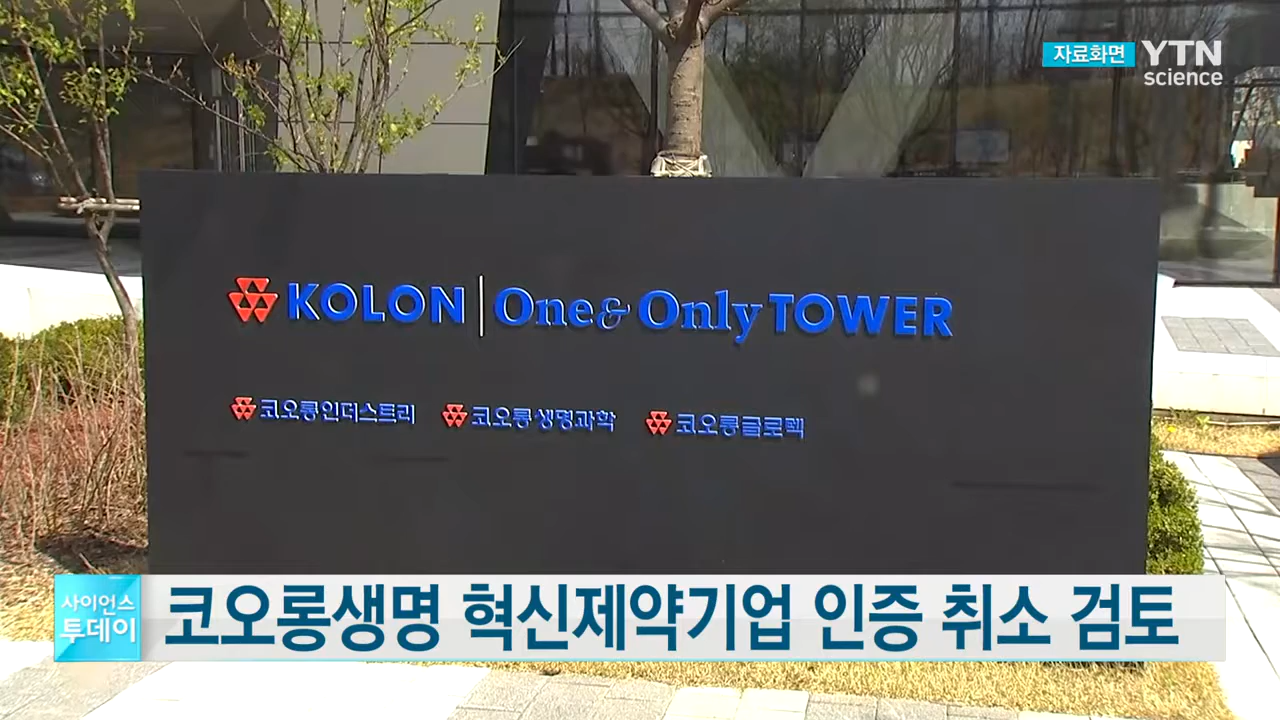 자료화면
YTN
science
KOLON | One & Only TOWER
코오롱인더스트리 코오롱생명과학 코오롱글로텍
사이언스
투데이
코오롱생명 혁신제약기업 인증 취소 검토